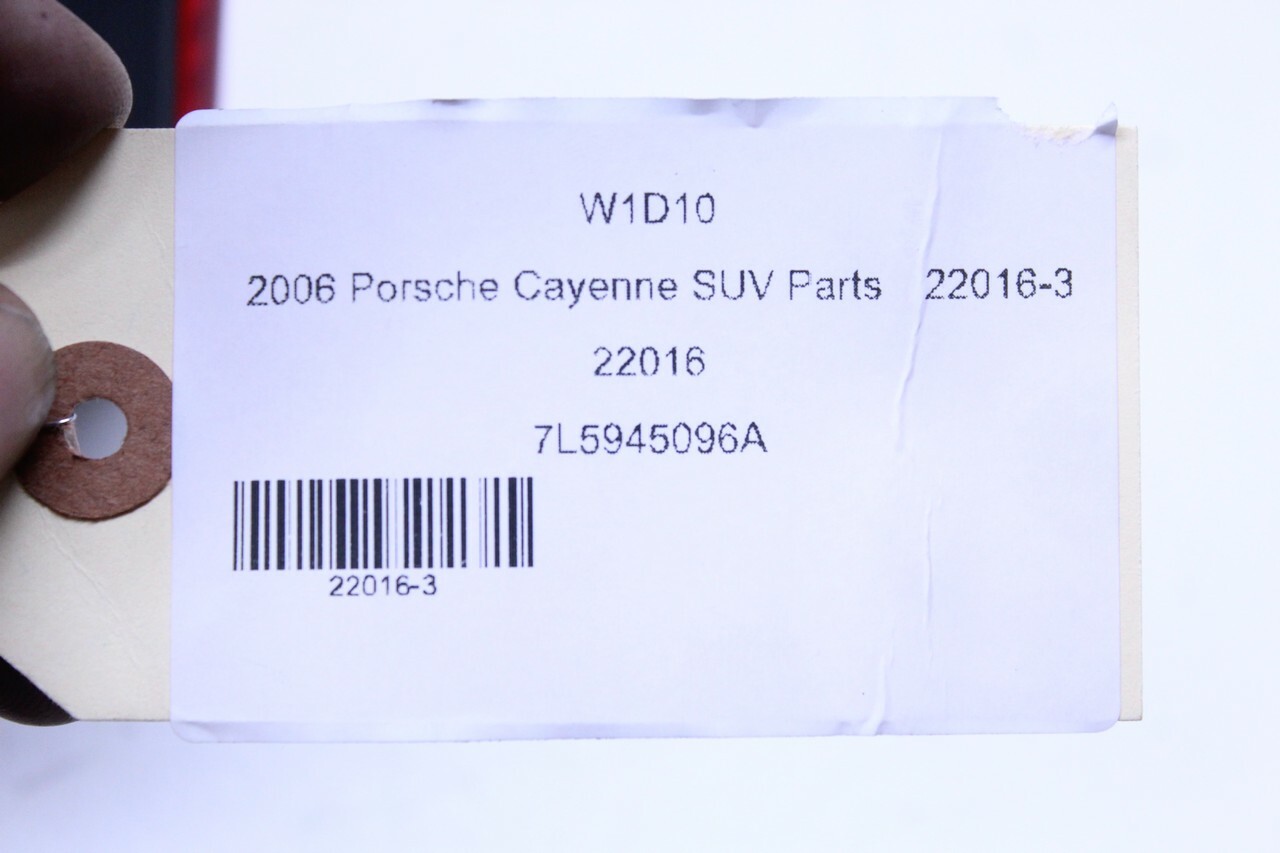 W1D10
2006 Porsche Cayenne SUV Parts 22016-3
22016
7L5945096A
22016-3